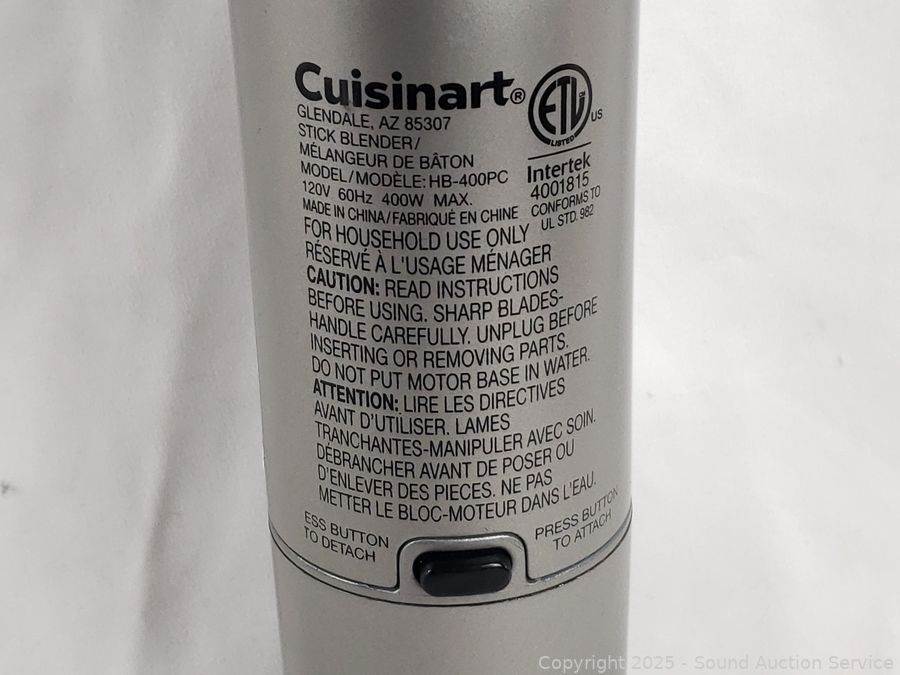 Cuisinart®
GLENDALE, AZ 85307
STICK BLENDER/
MÉLANGEUR DE BÂTON
MODEL/MODÈLE: HB-400PC
120V 60Hz 400W MAX.
MADE IN CHINA/FABRIQUÉ EN CHINE
ETL
LISTED
US
Intertek
4001815
CONFORMS TO
UL STD. 982
FOR HOUSEHOLD USE ONLY
RÉSERVÉ À L'USAGE MÉNAGER
CAUTION: READ INSTRUCTIONS
BEFORE USING. SHARP BLADES-
HANDLE CAREFULLY. UNPLUG BEFORE
INSERTING OR REMOVING PARTS.
DO NOT PUT MOTOR BASE IN WATER.
ATTENTION: LIRE LES DIRECTIVES
AVANT D'UTILISER. LAMES
TRANCHANTES-MANIPULER AVEC SOIN.
DÉBRANCHER AVANT DE POSER OU
D'ENLEVER DES PIECES. NE PAS
METTER LE BLOC-MOTEUR DANS L'EAU.
ESS BUTTON
TO DETACH
PRESS BUTTON
TO ATTACH
Copyright © 2025 - Sound Auction Service